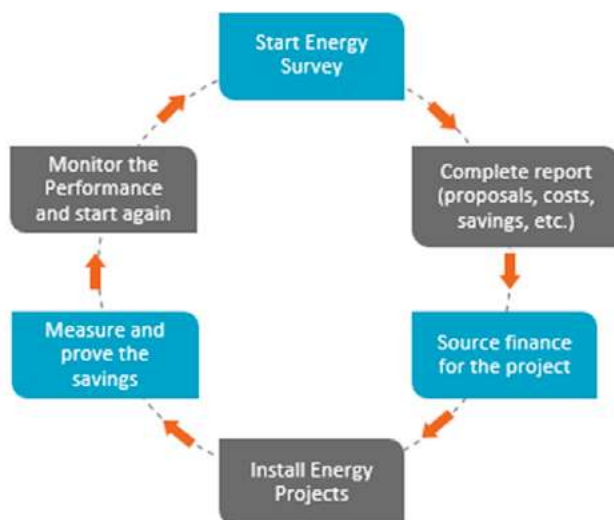 Start Energy
Survey
Complete report
(proposals, costs,
savings, etc.)
Source finance
for the project
Install Energy
Projects
Measure and
prove the
savings
Monitor the
Performance
and start again